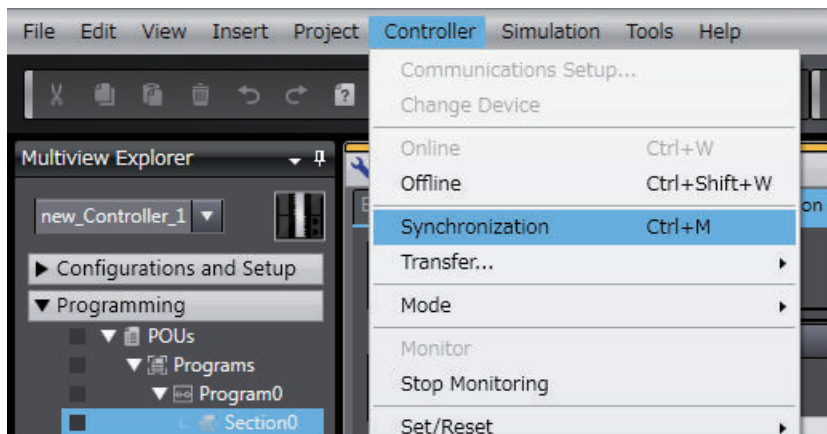 File Edit View Insert Project Controller Simulation Tools Help
Communications Setup...
Change Device
Online Ctrl+W
Offline Ctrl+Shift+W
Synchronization Ctrl+M
Transfer...
Mode
Monitor
Stop Monitoring
Set/Reset
Multiview Explorer
new_Controller_1
Configurations and Setup
Programming
POUs
Programs
Program0
Section0
on